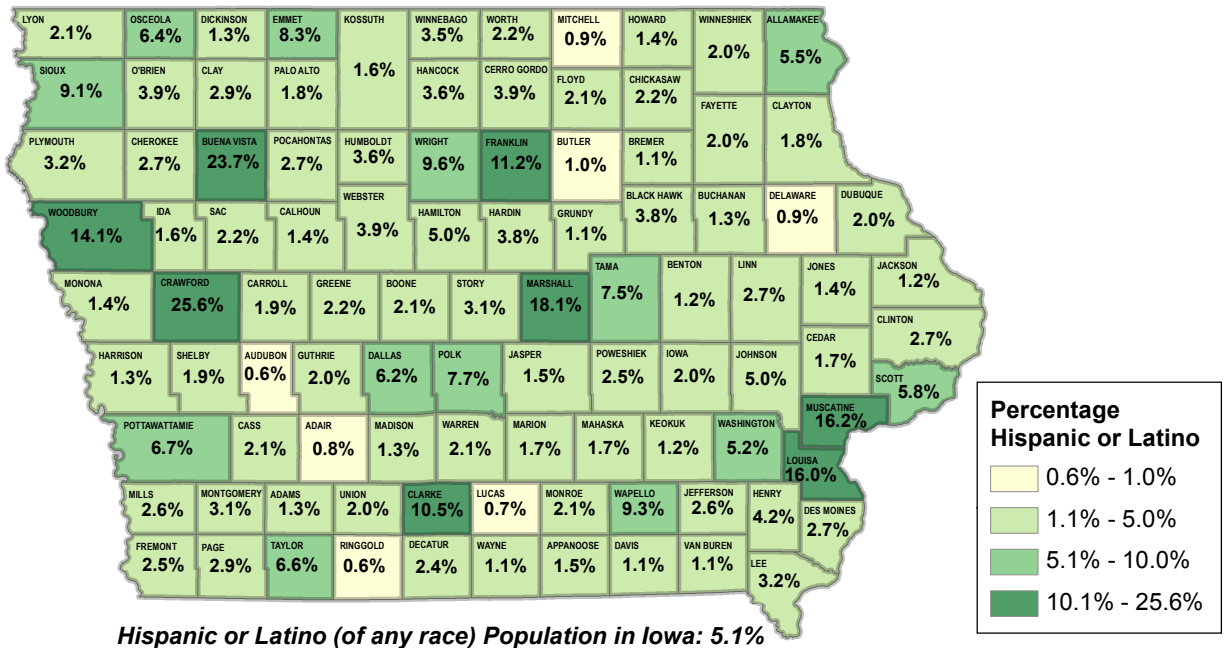 LYON
2.1%
OSCEOLA
6.4%
DICKINSON
1.3%
EMMET
8.3%
KOSSUTH
1.6%
WINNEBAGO
3.5%
WORTH
2.2%
MITCHELL
0.9%
HOWARD
1.4%
WINNESHIEK
2.0%
ALLAMAKEE
5.5%
SIOUX
9.1%
O'BRIEN
3.9%
CLAY
2.9%
PALO ALTO
1.8%
HANCOCK
3.6%
CERRO GORDO
3.9%
FLOYD
2.1%
CHICKASAW
2.2%
FAYETTE
2.0%
CLAYTON
1.8%
PLYMOUTH
3.2%
CHEROKEE
2.7%
BUENA VISTA
23.7%
POCAHONTAS
2.7%
HUMBOLDT
3.6%
WRIGHT
9.6%
FRANKLIN
11.2%
BUTLER
1.0%
BREMER
1.1%
WOODBURY
14.1%
IDA
1.6%
SAC
2.2%
CALHOUN
1.4%
WEBSTER
3.9%
HAMILTON
5.0%
HARDIN
3.8%
GRUNDY
1.1%
BLACK HAWK
3.8%
BUCHANAN
1.3%
DELAWARE
0.9%
DUBUQUE
2.0%
MONONA
1.4%
CRAWFORD
25.6%
CARROLL
1.9%
GREENE
2.2%
BOONE
2.1%
STORY
3.1%
MARSHALL
18.1%
TAMA
7.5%
BENTON
1.2%
LINN
2.7%
JONES
1.4%
JACKSON
1.2%
CLINTON
2.7%
HARRISON
1.3%
SHELBY
1.9%
AUDUBON
0.6%
GUTHRIE
2.0%
DALLAS
6.2%
POLK
7.7%
JASPER
1.5%
POWESHIEK
2.5%
IOWA
2.0%
JOHNSON
5.0%
CEDAR
1.7%
SCOTT
5.8%
MUSCATINE
16.2%
POTTAWATTAMIE
6.7%
CASS
2.1%
ADAIR
0.8%
MADISON
1.3%
WARREN
2.1%
MARION
1.7%
MAHASKA
1.7%
KEOKUK
1.2%
WASHINGTON
5.2%
LOUISA
16.0%
MILLS
2.6%
MONTGOMERY
3.1%
ADAMS
1.3%
UNION
2.0%
CLARKE
10.5%
LUCAS
0.7%
MONROE
2.1%
WAPELLO
9.3%
JEFFERSON
2.6%
HENRY
4.2%
DES MOINES
2.7%
FREMONT
2.5%
PAGE
2.9%
TAYLOR
6.6%
RINGGOLD
0.6%
DECATUR
2.4%
WAYNE
1.1%
APPANOOSE
1.5%
DAVIS
1.1%
VAN BUREN
1.1%
LEE
3.2%
Hispanic or Latino (of any race) Population in Iowa: 5.1%
Percentage
Hispanic or Latino
0.6% - 1.0%
1.1% - 5.0%
5.1% - 10.0%
10.1% - 25.6%